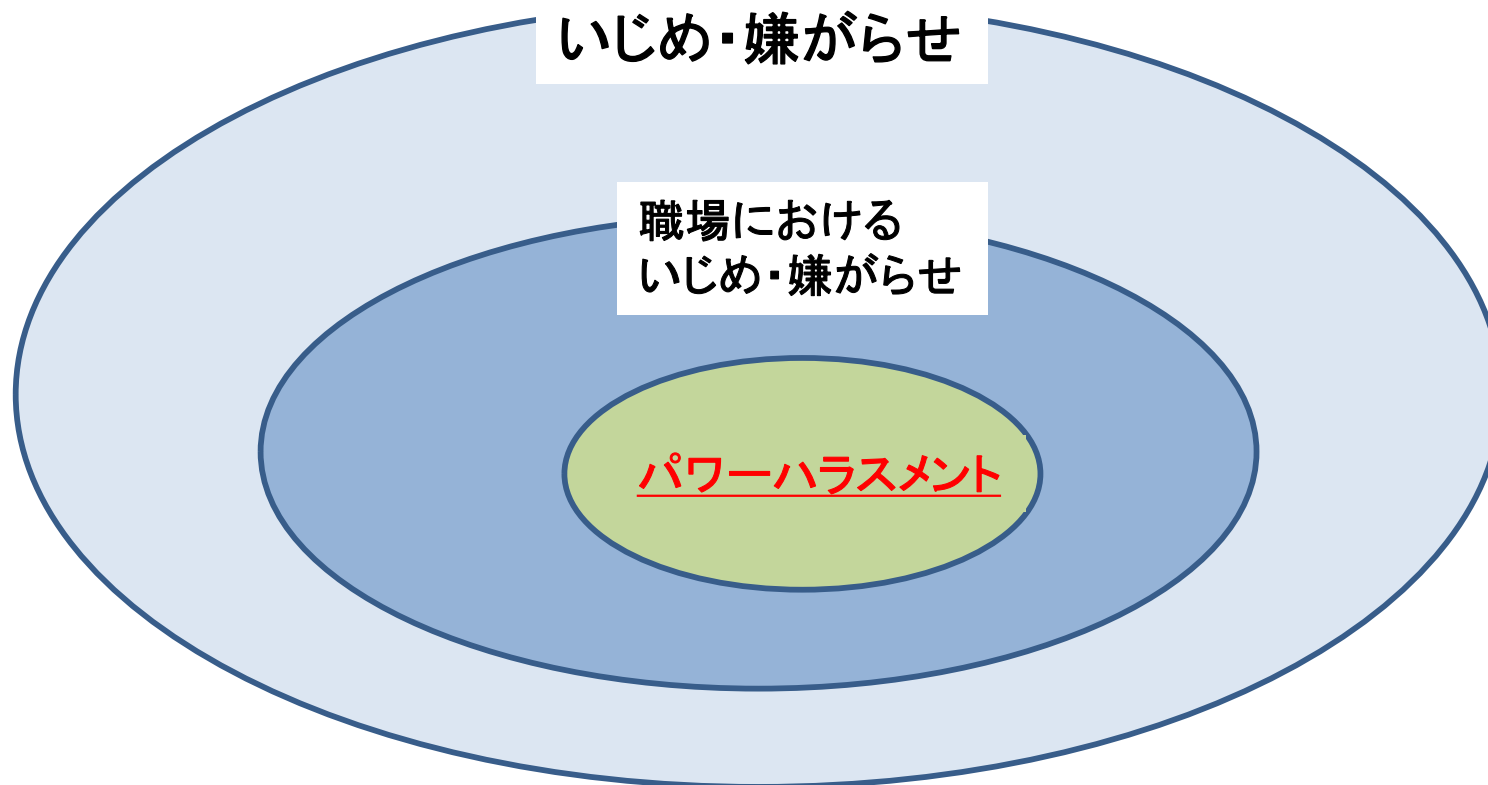 いじめ・嫌がらせ
職場における
いじめ・嫌がらせ
パワーハラスメント